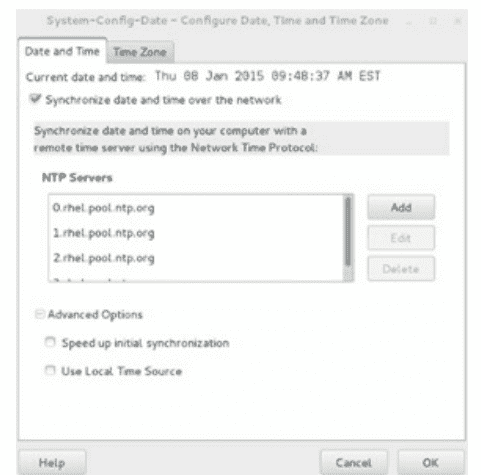 System-Config-Date - Configure Date, Time and Time Zone
Date and Time Time Zone
Current date and time: Thu 08 Jan 2015 09:48:37 AM EST
Synchronize date and time over the network
Synchronize date and time on your computer with a
remote time server using the Network Time Protocol:
NTP Servers
0.rhel.pool.ntp.org
Add
1.rhel.pool.ntp.org
Edit
2.rhel.pool.ntp.org
Delete
Advanced Options
Speed up initial synchronization
Use Local Time Source
Help Cancel OK